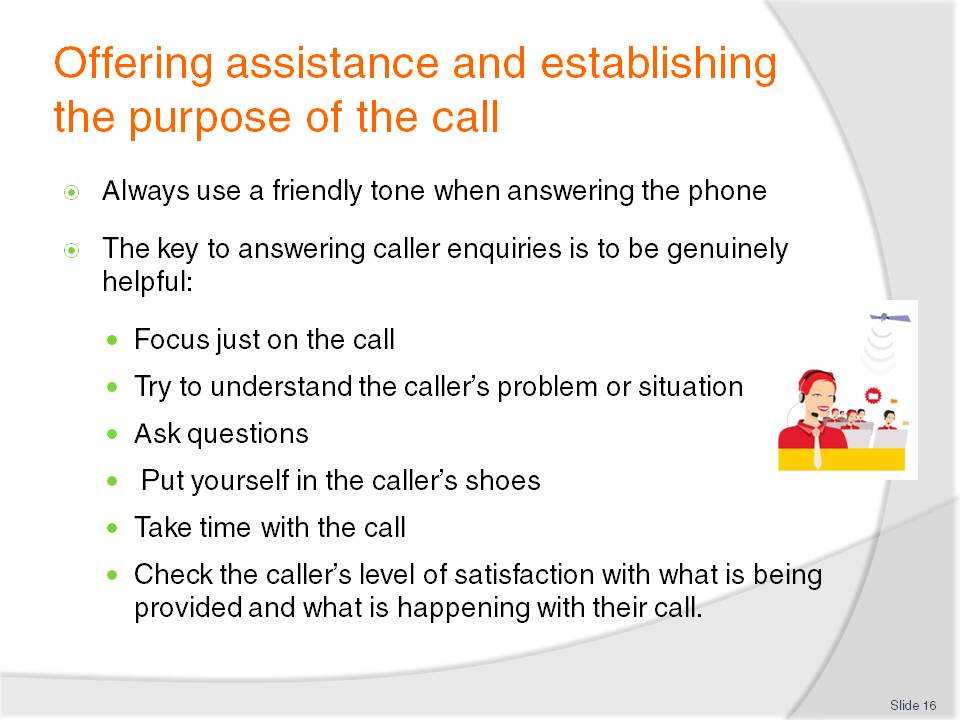 Offering assistance and establishing
the purpose of the call
Always use a friendly tone when answering the phone
The key to answering caller enquiries is to be genuinely
helpful:
Focus just on the call
Try to understand the caller’s problem or situation
Ask questions
Put yourself in the caller’s shoes
Take time with the call
Check the caller’s level of satisfaction with what is being
provided and what is happening with their call.
Slide 16